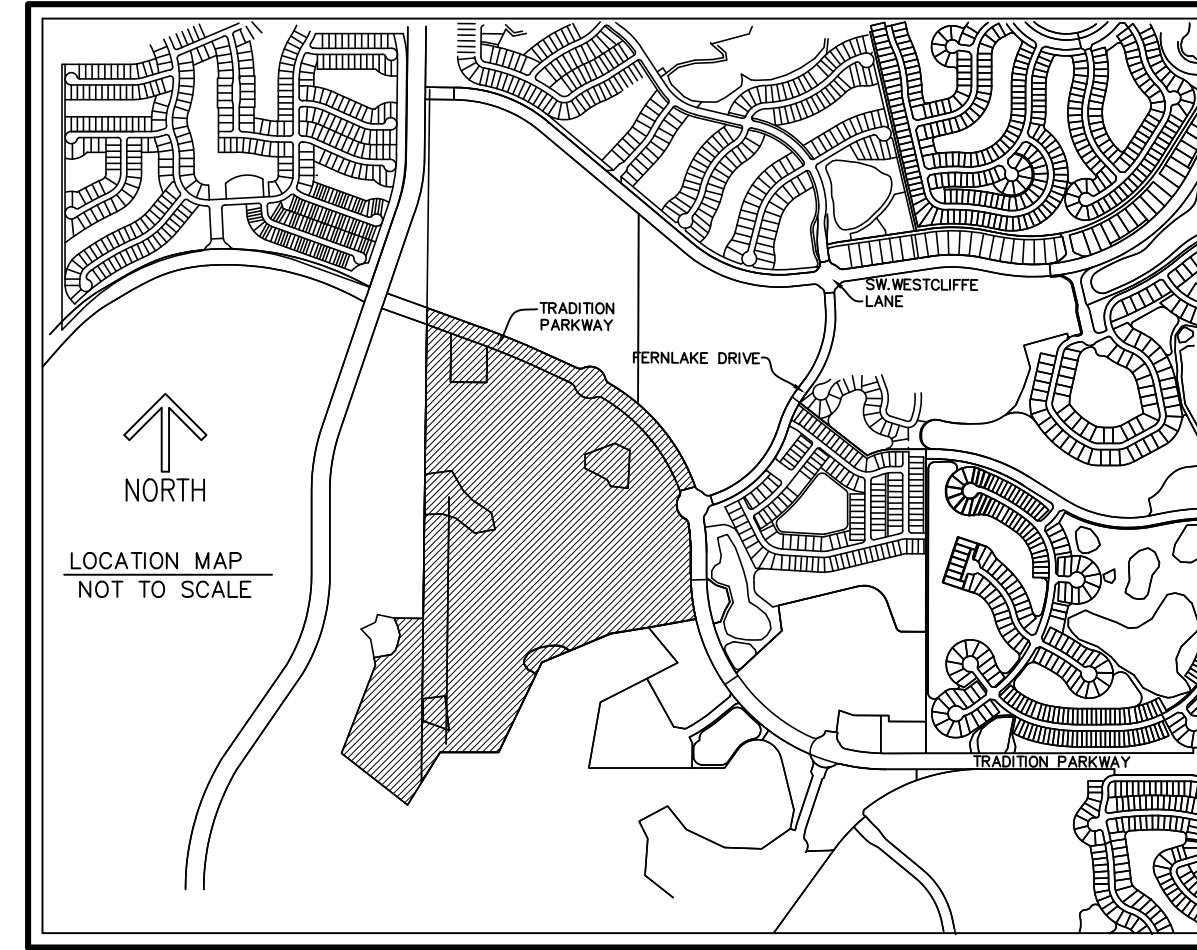 TRADITION
PARKWAY
SW.WESTCLIFFE
LANE
FERNLAKE DRIVE
NORTH
LOCATION MAP
NOT TO SCALE
TRADITION PARKWAY